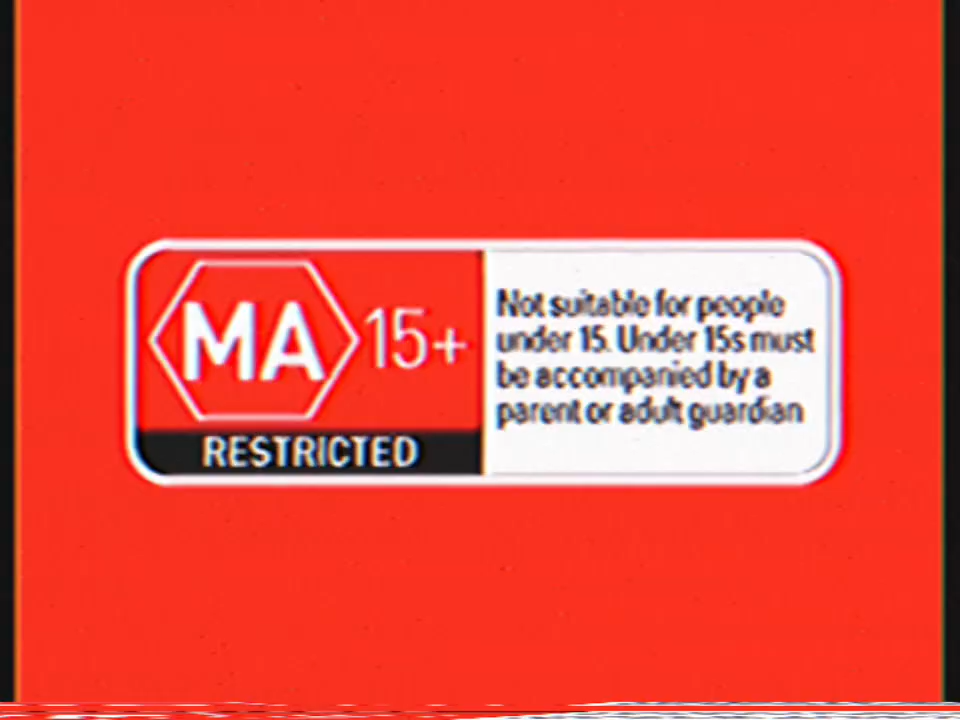 MA 15+
RESTRICTED
Not suitable for people
under 15. Under 15s must
be accompanied by a
parent or adult guardian